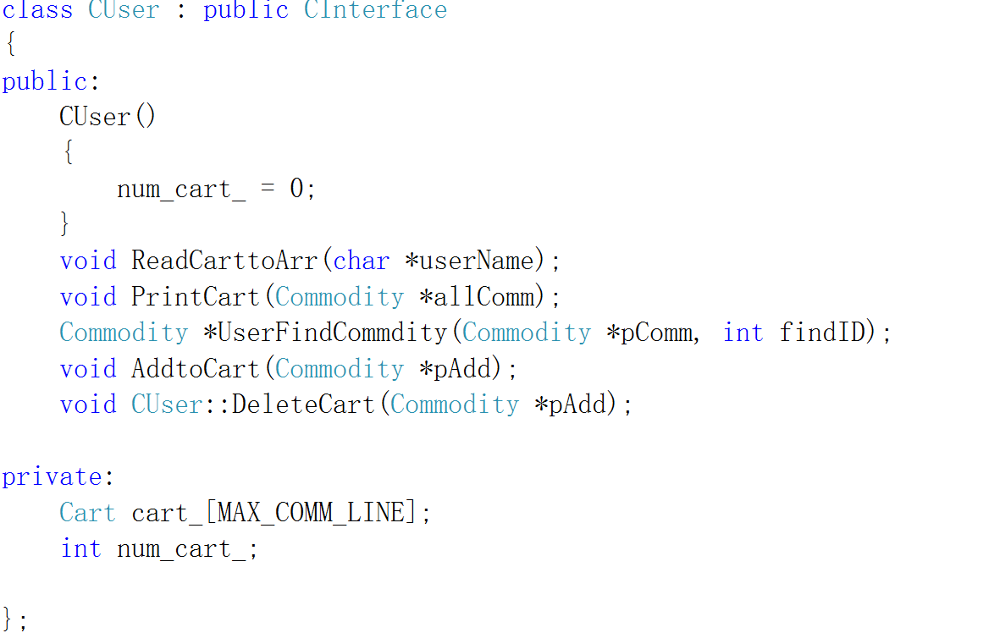 class CUser : public CInterface
{
public:
    CUser()
    {
        num_cart_ = 0;
    }
    void ReadCarttoArr(char *userName);
    void PrintCart(Commodity *allComm);
    Commodity *UserFindCommdity(Commodity *pComm, int findID);
    void AddtoCart(Commodity *pAdd);
    void CUser::DeleteCart(Commodity *pAdd);

private:
    Cart cart_[MAX_COMM_LINE];
    int num_cart_;

};